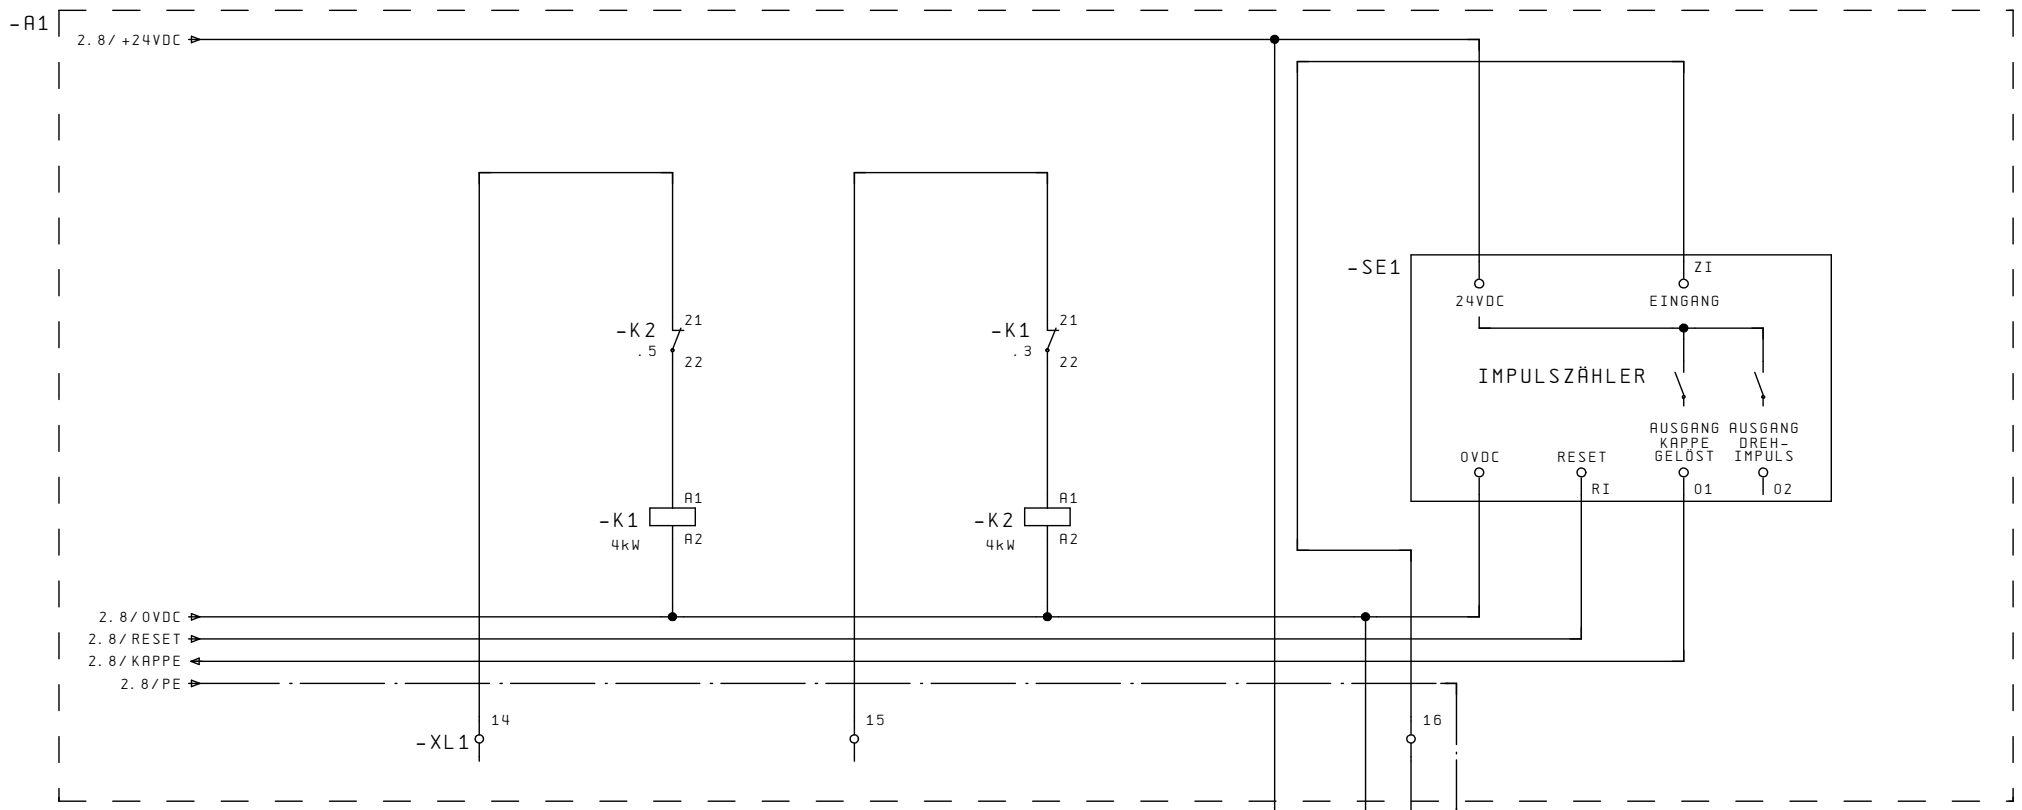 -A1
2.8/+24VDC
-SE1
ZI
24VDC
EINGANG
-K2
21
.5
22
-K1
21
.3
22
IMPULSZÄHLER
AUSGANG AUSGANG
KAPPE DREH-
GELÖST IMPULS
0VDC
RESET
RI
O1
O2
A1
-K1
A2
4kW
A1
-K2
A2
4kW
2.8/0VDC
2.8/RESET
2.8/KAPPE
2.8/PE
14
15
16
-XL1